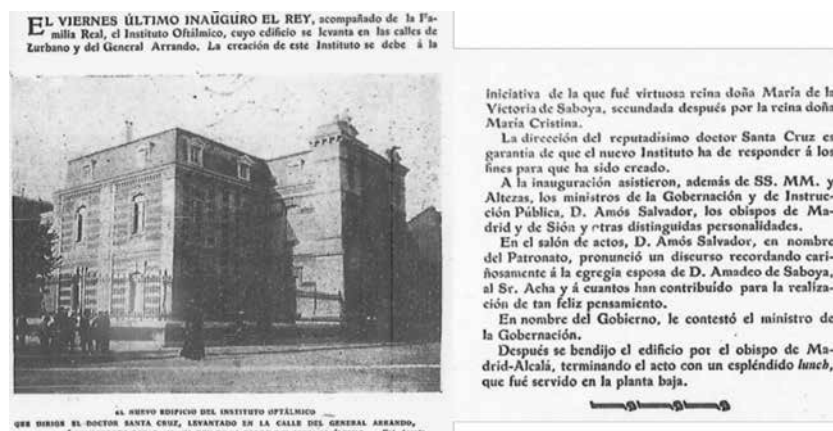 EL VIERNES ÚLTIMO INAUGURO EL REY, acompañado de la Fa-
milia Real, el Instituto Oftálmico, cuyo edificio se levanta en las calles de
Zurbano y del General Arrando. La creación de este Instituto se debe á la
EL NUEVO EDIFICIO DEL INSTITUTO OFTÁLMICO
QUE DIRIGE EL DOCTOR SANTA CRUZ, LEVANTADO EN LA CALLE DEL GENERAL ARRANDO,
iniciativa de la que fué virtuosa reina doña María de la
Victoria de Saboya, secundada después por la reina doña
María Cristina.
La dirección del reputadísimo doctor Santa Cruz es
garantía de que el nuevo Instituto ha de responder á los
fines para que ha sido creado.
A la inauguración asistieron, además de SS. MM. y
Altezas, los ministros de la Gobernación y de Instruc-
ción Pública, D. Amós Salvador, los obispos de Ma-
drid y de Sión y otras distinguidas personalidades.
En el salón de actos, D. Amós Salvador, en nombre
del Patronato, pronunció un discurso recordando cari-
ñosamente á la egregia esposa de D. Amadeo de Saboya,
al Sr. Acha y á cuantos han contribuido para la realiza-
ción de tan feliz pensamiento.
En nombre del Gobierno, le contestó el ministro de
la Gobernación.
Después se bendijo el edificio por el obispo de Ma-
drid-Alcalá, terminando el acto con un espléndido lunch,
que fué servido en la planta baja.